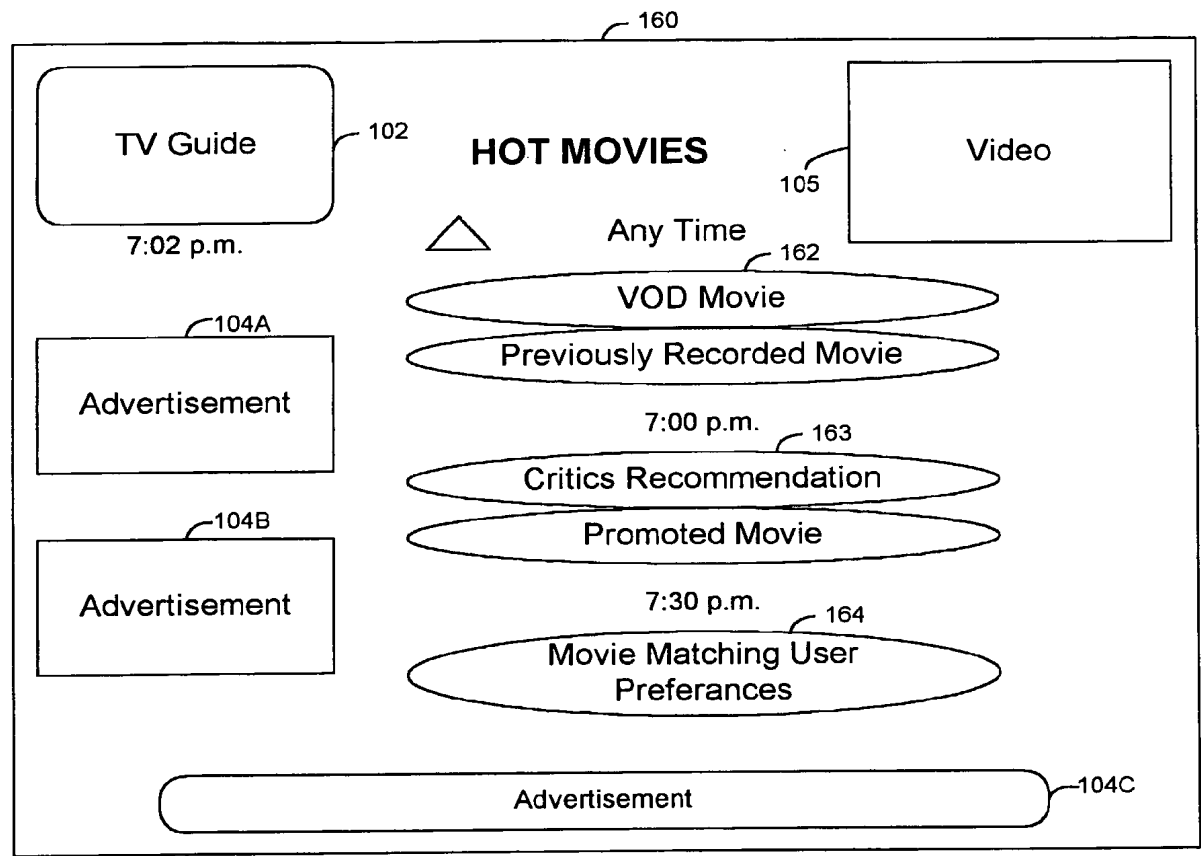 160
TV Guide
102
HOT MOVIES
105
Video
7:02 p.m.
Any Time
162
VOD Movie
Previously Recorded Movie
104A
Advertisement
7:00 p.m.
163
Critics Recommendation
Promoted Movie
104B
Advertisement
7:30 p.m.
164
Movie Matching User
Preferances
Advertisement
104C